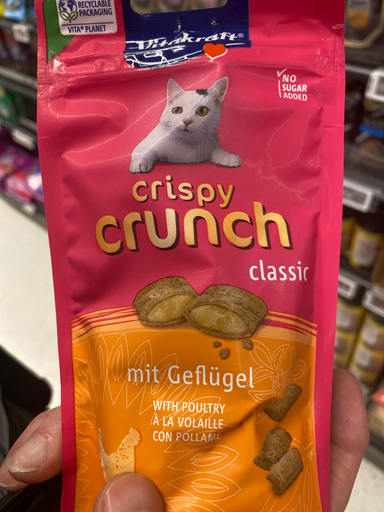 RECYCLABLE
PACKAGING
VITA® PLANET
Vitakraft®
NO
SUGAR
ADDED
crispy
crunch
classic
mit Geflügel
WITH POULTRY
À LA VOLAILLE
CON POLLAME